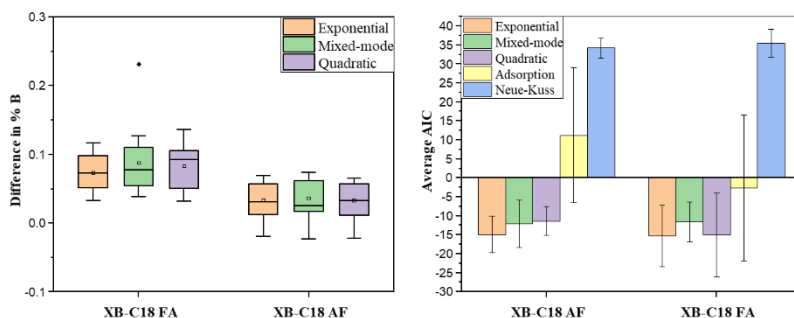 0.3
0.2
0.1
0.0
-0.1
Difference in % B
Exponential
Mixed-mode
Quadratic
XB-C18 FA
XB-C18 AF
40
35
30
25
20
15
10
5
0
-5
-10
-15
-20
-25
-30
Average AIC
Exponential
Mixed-mode
Quadratic
Adsorption
Neue-Kuss
XB-C18 AF
XB-C18 FA